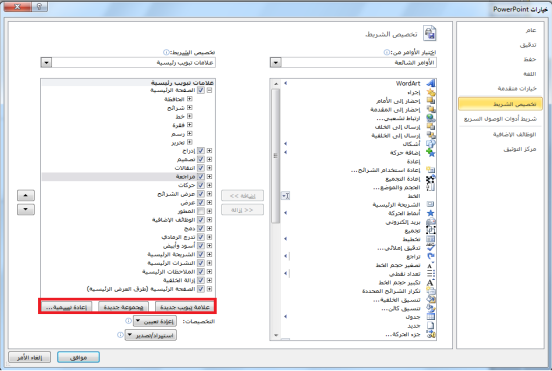 خيارات PowerPoint
عام
تدقيق
حفظ
اللغة
خيارات متقدمة
تخصيص الشريط
شريط أدوات الوصول السريع
الوظائف الإضافية
مركز التوثيق
تخصيص الشريط.
اختيار الأوامر من:
الأوامر الشائعة
WordArt
إجراء
إحضار إلى الأمام
إحضار إلى المقدمة
ارتباط تشعبي...
إرسال إلى الخلف
إرسال إلى الخلفية
أشكال
إضافة حركة
إعادة
إعادة استخدام الشرائح...
إعادة التجميع
الحجم والموضع...
الخط
الشريحة الرئيسية
أنماط الحركة
بريد إلكتروني
تجميع
تخطيط
تدقيق إملائي...
تراجع
تصغير حجم الخط
تعداد نقطي
تكبير حجم الخط
تكرار الشرائح المحددة
تنسيق الخلفية...
تنسيق كائن...
جدول
جديد
جزء الحركة...
إضافة >>
<< إزالة
تخصيص الشريط:
علامات تبويب رئيسية
علامات تبويب رئيسية
الصفحة الرئيسية
الحافظة
شرائح
خط
فقرة
رسم
تحرير
إدراج
تصميم
انتقالات
مراجعة
حركات
عرض الشرائح
عرض
المطور
الوظائف الإضافية
دمج
تدرج الرمادي
أسود وأبيض
الشريحة الرئيسية
النشرات الرئيسية
الملاحظات الرئيسية
إزالة الخلفية
الصفحة الرئيسية (طرف العرض الرئيسية)
علامة تبويب جديدة
مجموعة جديدة
إعادة تسمية...
التخصيصات:
إعادة تعيين
استيراد/تصدير
موافق
إلغاء الأمر